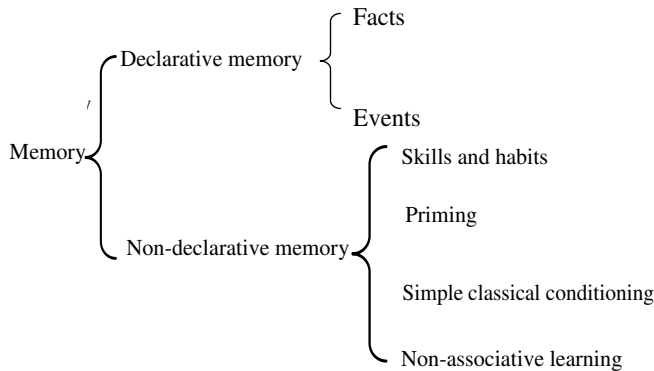 Facts
Declarative memory
Events
Memory
Skills and habits
Priming
Non-declarative memory
Simple classical conditioning
Non-associative learning